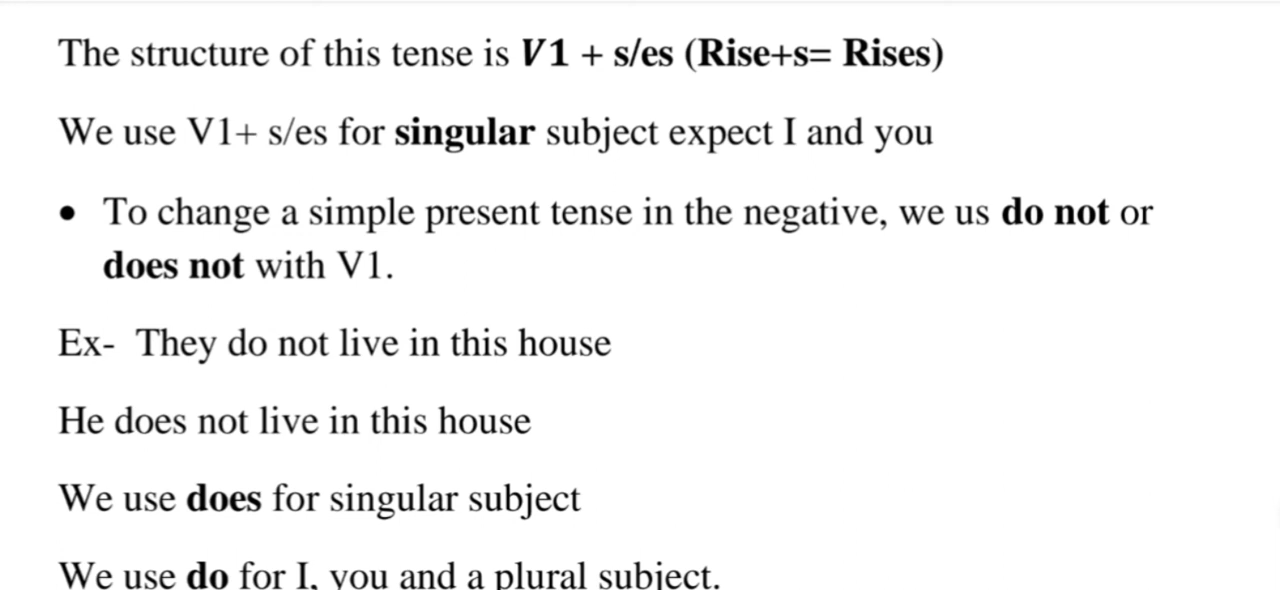 The structure of this tense is V1 + s/es (Rise+s= Rises)
We use V1+ s/es for singular subject expect I and you
• To change a simple present tense in the negative, we us do not or
does not with V1.
Ex- They do not live in this house
He does not live in this house
We use does for singular subject
We use do for I, you and a plural subject.